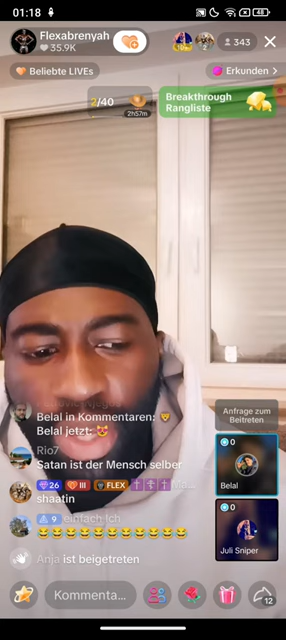 01:18
48
Flexabrenyah
35.9K
343
Beliebte LIVEs
Erkunden >
2/40
2h57m
Breakthrough
Rangliste
Belal in Kommentaren: 🦁
Belal jetzt: 😻
Rio7
Satan ist der Mensch selber
26 III FLEX
shaatin
9 einfach Ich
😂😂😂😂😂😂😂😂😂😂😂
Anja ist beigetreten
Anfrage zum
Beitreten
0
Belal
0
Juli Sniper
Kommenta...
12